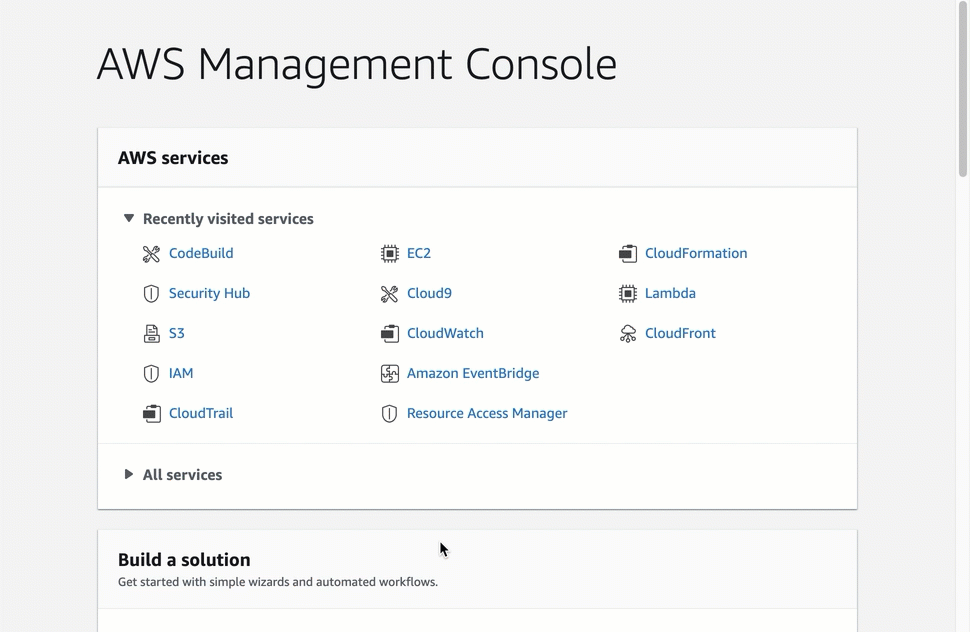 AWS Management Console
AWS services
Recently visited services
CodeBuild
EC2
CloudFormation
Security Hub
Cloud9
Lambda
S3
CloudWatch
CloudFront
IAM
Amazon EventBridge
CloudTrail
Resource Access Manager
All services
Build a solution
Get started with simple wizards and automated workflows.